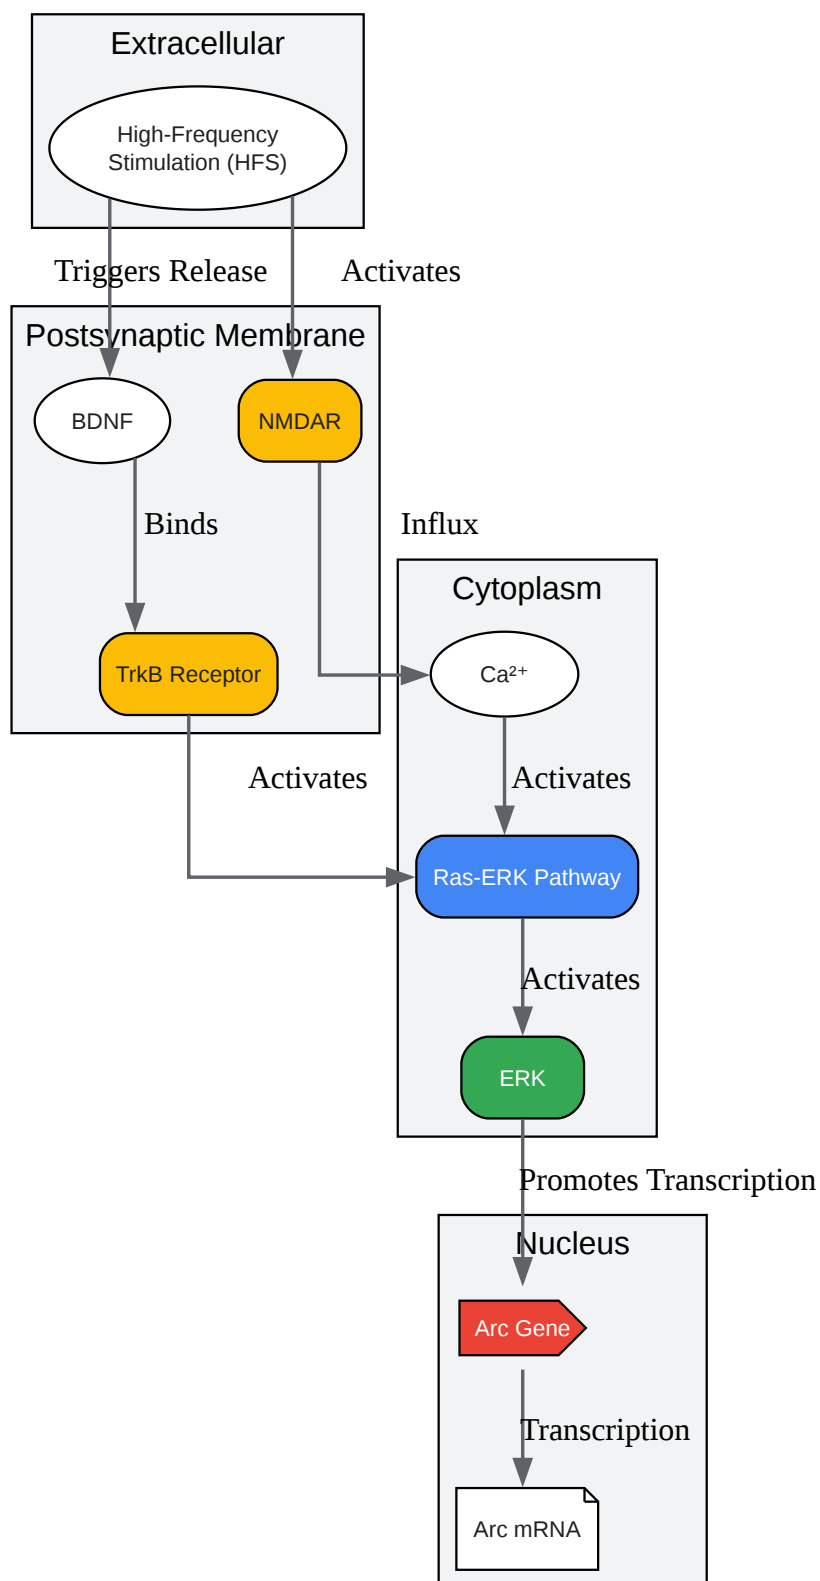 Extracellular
High-Frequency
Stimulation (HFS)
Triggers Release
Activates
Postsynaptic Membrane
BDNF
NMDAR
Binds
Influx
Cytoplasm
TrkB Receptor
Ca²⁺
Activates
Activates
Ras-ERK Pathway
Activates
ERK
Promotes Transcription
Nucleus
Arc Gene
Transcription
Arc mRNA